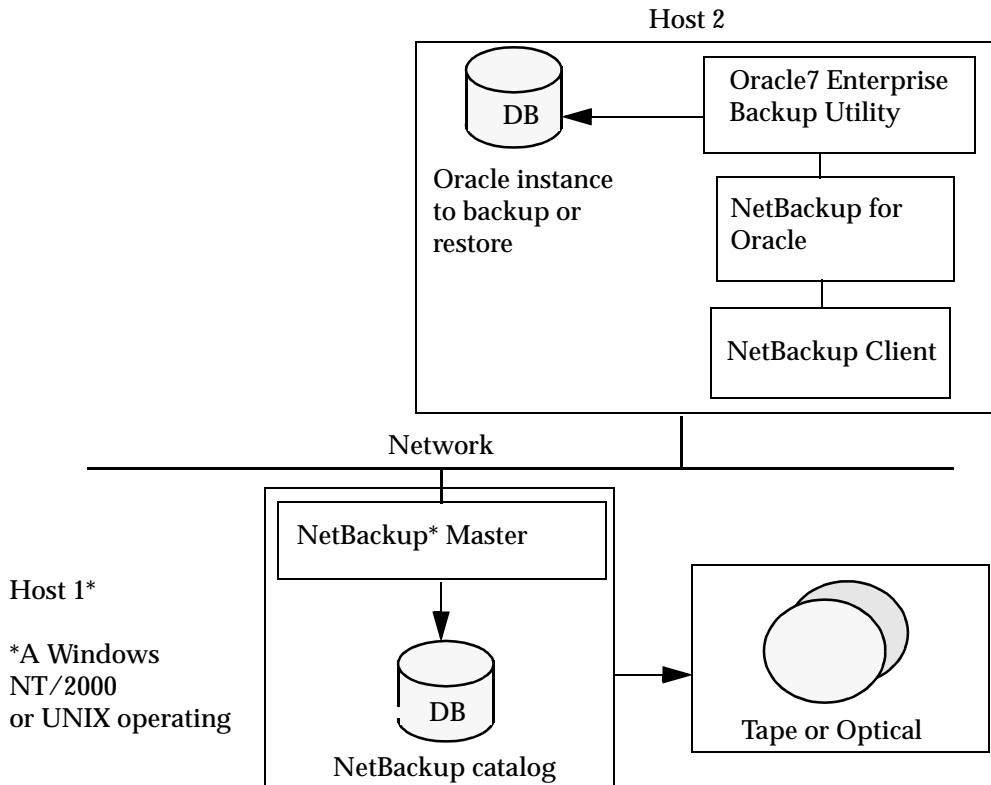 Host 2
DB
Oracle7 Enterprise
Backup Utility
Oracle instance
to backup or
restore
NetBackup for
Oracle
NetBackup Client
Network
NetBackup* Master
Host 1*
*A Windows
NT/2000
or UNIX operating
DB
NetBackup catalog
Tape or Optical